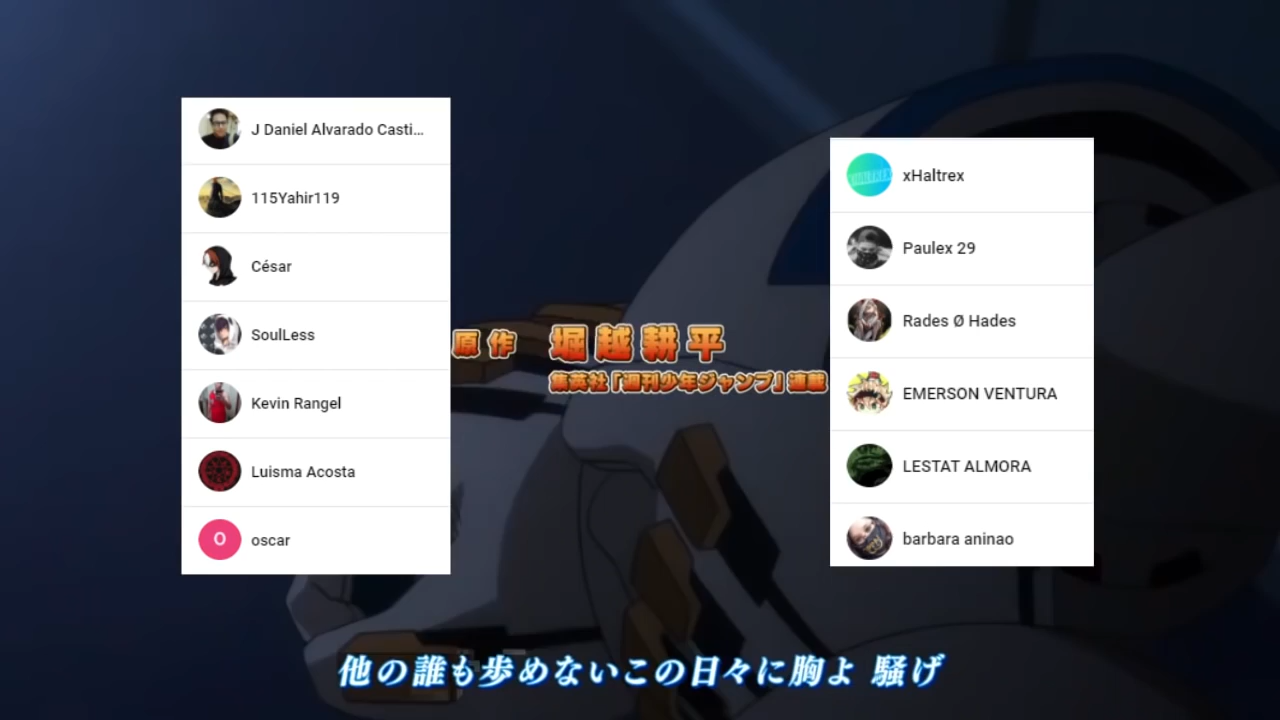 J Daniel Alvarado Casti...
115Yahir119
César
SoulLess
Kevin Rangel
Luisma Acosta
O
oscar
xHaltrex
Paulex 29
Rades Ø Hades
EMERSON VENTURA
LESTAT ALMORA
barbara aninao
原作 堀越耕平
集英社「週刊少年ジャンプ」連載
他の誰も歩めないこの日々に胸よ 騒げ